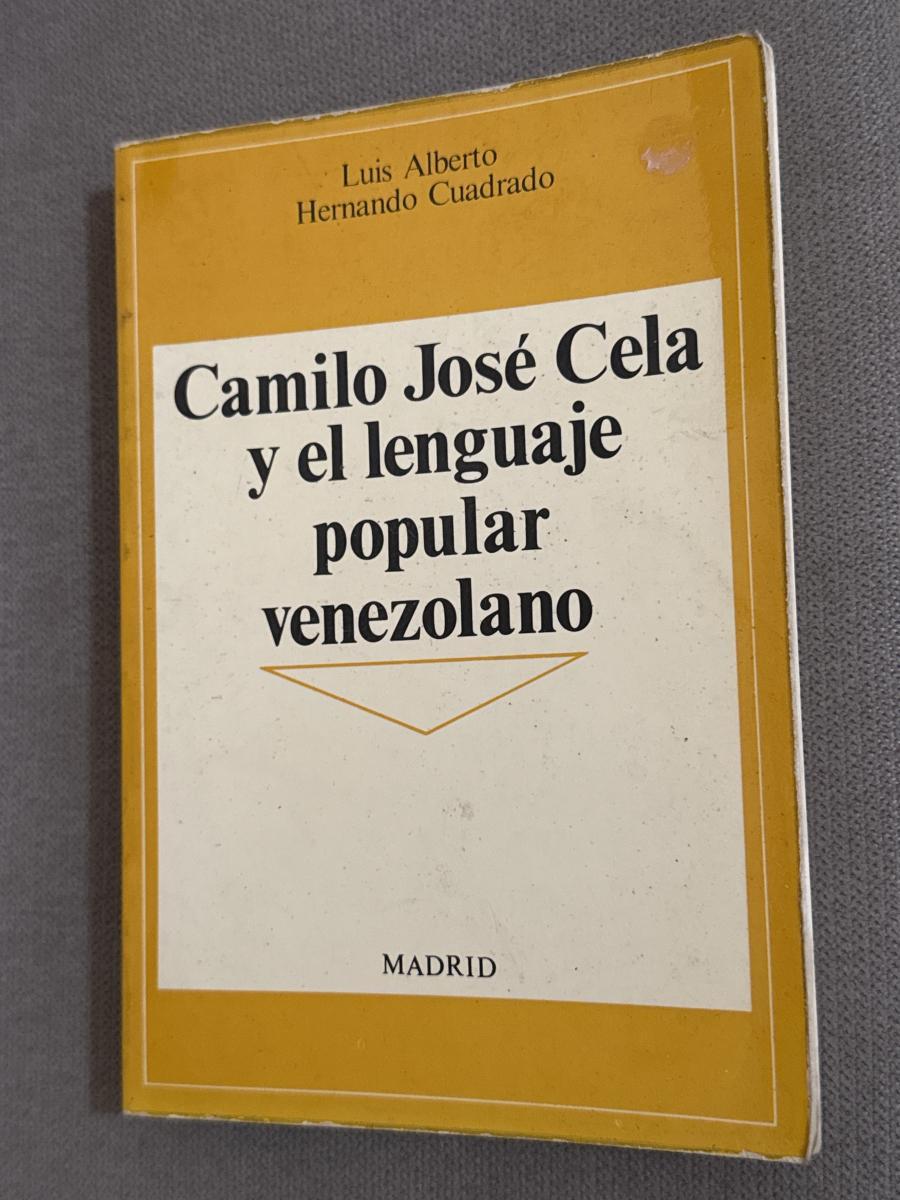 Luis Alberto
Hernando Cuadrado
Camilo José Cela
y el lenguaje
popular
venezolano
MADRID